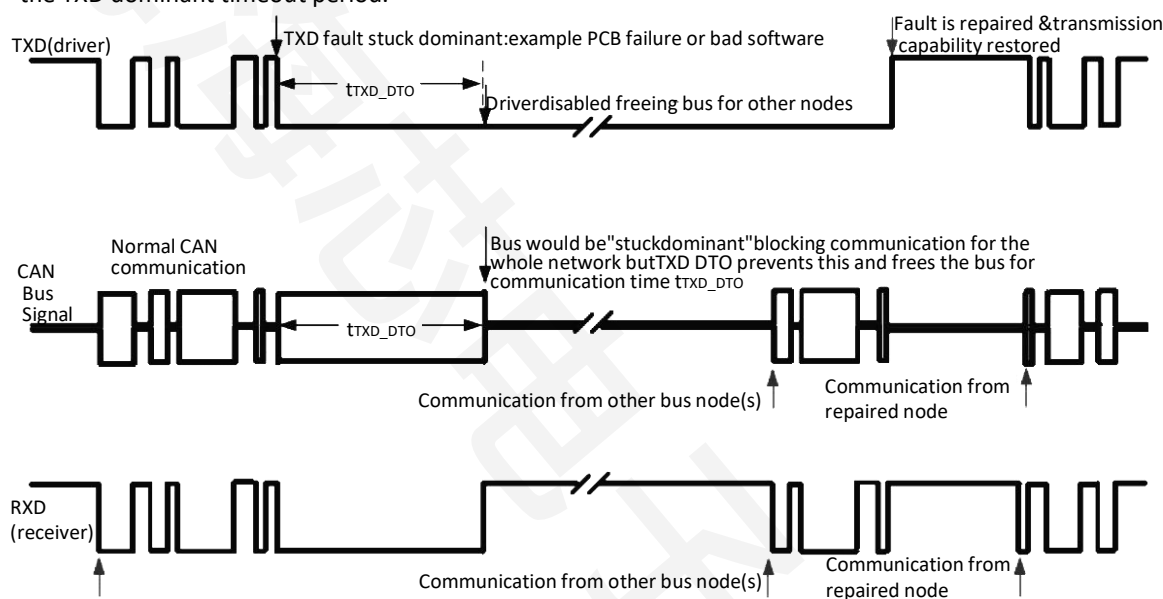 the TXD dominant timeout period.
TXD(driver)
TXD fault stuck dominant:example PCB failure or bad software
Fault is repaired &transmission
capability restored
tTXD_DTO
Driverdisabled freeing bus for other nodes
Normal CAN
communication
Bus would be"stuckdominant"blocking communication for the
whole network butTXD DTO prevents this and frees the bus for
communication time tTXD_DTO
CAN
Bus
Signal
tTXD_DTO
Communication from other bus node(s)
Communication from
repaired node
RXD
(receiver)
Communication from other bus node(s)
Communication from
repaired node